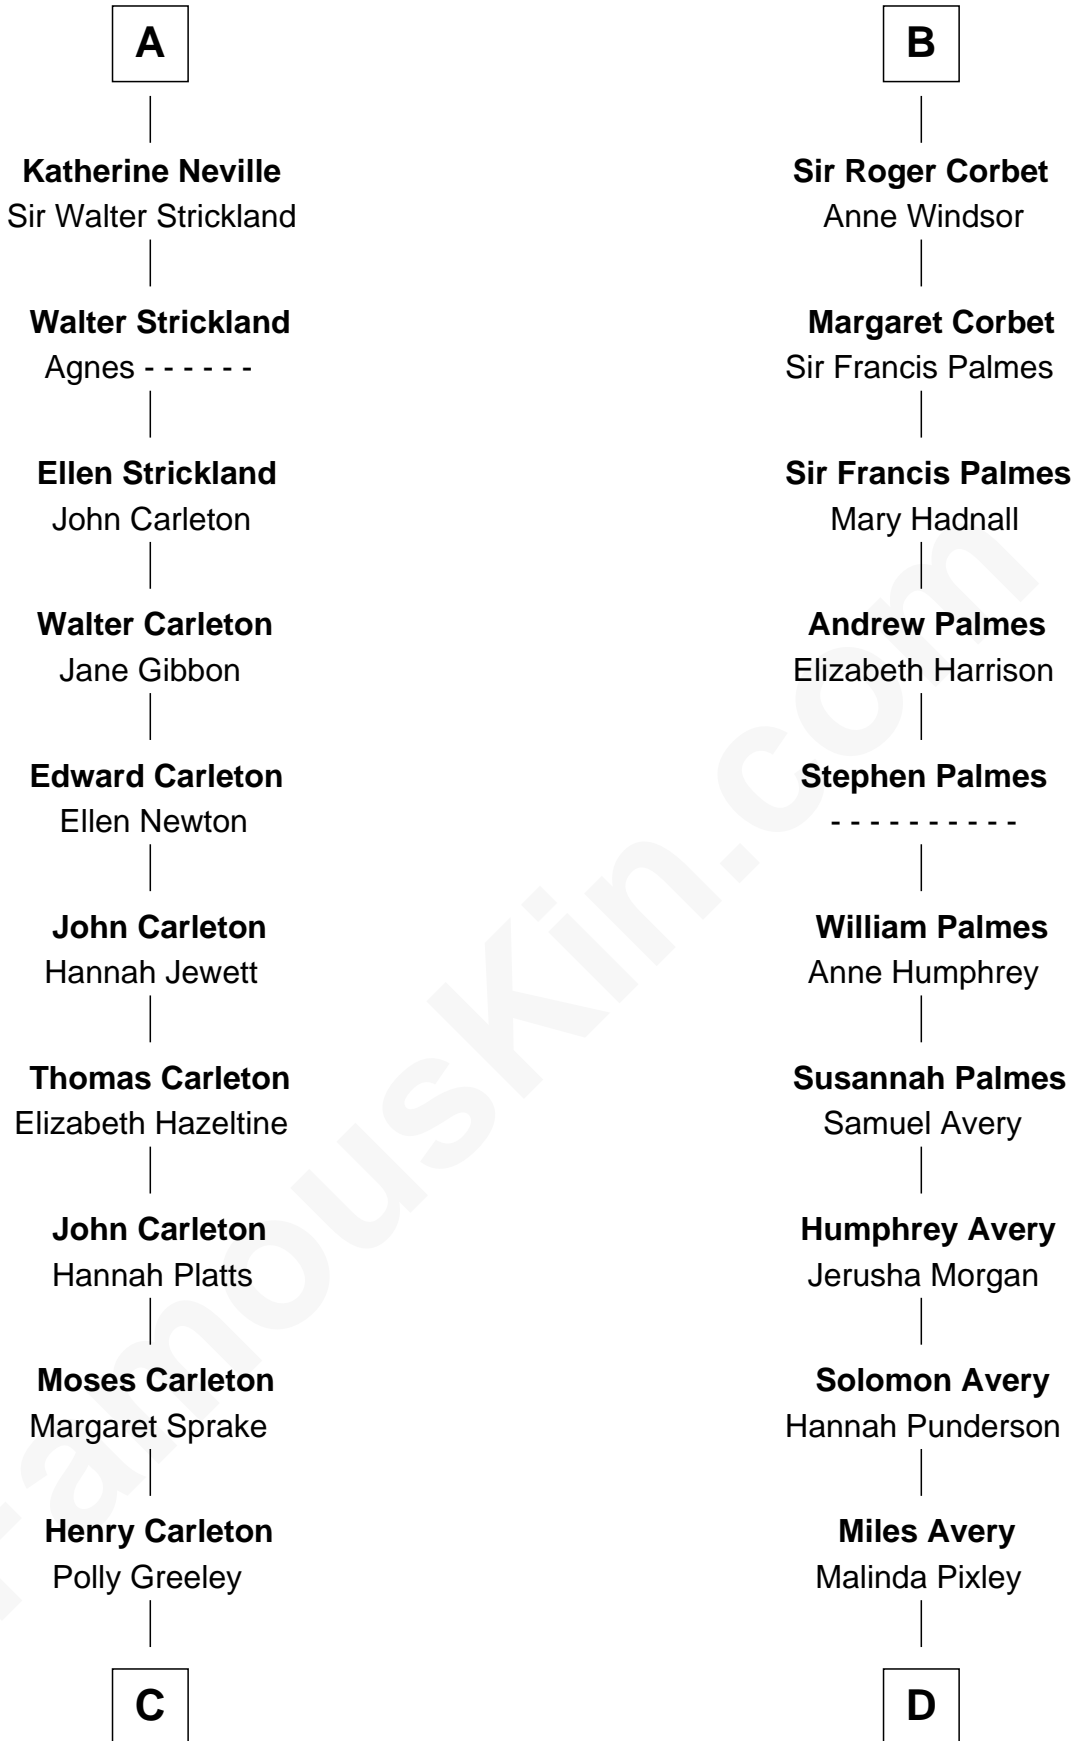 A
Katherine Neville
Sir Walter Strickland
Walter Strickland
Agnes - - - - - -
Ellen Strickland
John Carleton
Walter Carleton
Jane Gibbon
Edward Carleton
Ellen Newton
John Carleton
Hannah Jewett
Thomas Carleton
Elizabeth Hazeltine
John Carleton
Hannah Platts
Moses Carleton
Margaret Sprake
Henry Carleton
Polly Greeley
C
B
Sir Roger Corbet
Anne Windsor
Margaret Corbet
Sir Francis Palmes
Sir Francis Palmes
Mary Hadnall
Andrew Palmes
Elizabeth Harrison
Stephen Palmes
- - - - - - - - - -
William Palmes
Anne Humphrey
Susannah Palmes
Samuel Avery
Humphrey Avery
Jerusha Morgan
Solomon Avery
Hannah Punderson
Miles Avery
Malinda Pixley
D
FamousKin.com